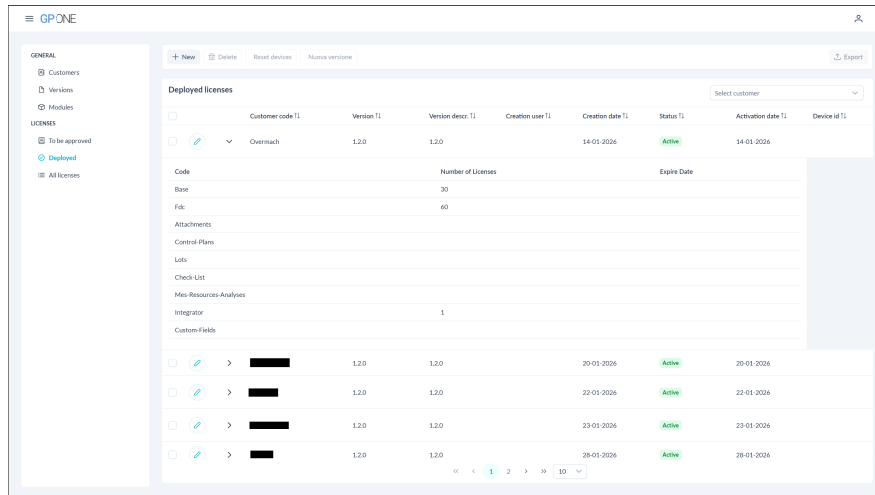 GPONE
GENERAL
Customers
Versions
Modules
LICENSES
To be approved
Deployed
All licenses
New Delete Reset devices Nuova versione Export
Deployed licenses Select customer
Customer code Version Version descr. Creation user Creation date Status Activation date Device id
Overmach 1.2.0 1.2.0 14-01-2026 Active 14-01-2026
Code Number of Licenses Expire Date
Base 30
Fdc 60
Attachments
Control-Plans
Lots
Check-List
Mes-Resources-Analyses
Integrator 1
Custom-Fields
1.2.0 1.2.0 20-01-2026 Active 20-01-2026
1.2.0 1.2.0 22-01-2026 Active 22-01-2026
1.2.0 1.2.0 23-01-2026 Active 23-01-2026
1.2.0 1.2.0 28-01-2026 Active 28-01-2026
« ‹ 1 2 › » 10